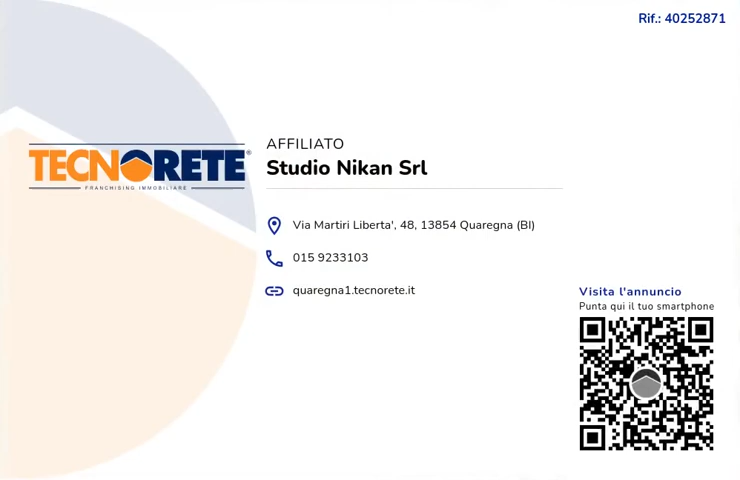 Rif.: 40252871
TECNORETE®
FRANCHISING IMMOBILIARE
AFFILIATO
Studio Nikan Srl
Via Martiri Liberta', 48, 13854 Quaregna (BI)
015 9233103
quaregna1.tecnorete.it
Visita l'annuncio
Punta qui il tuo smartphone